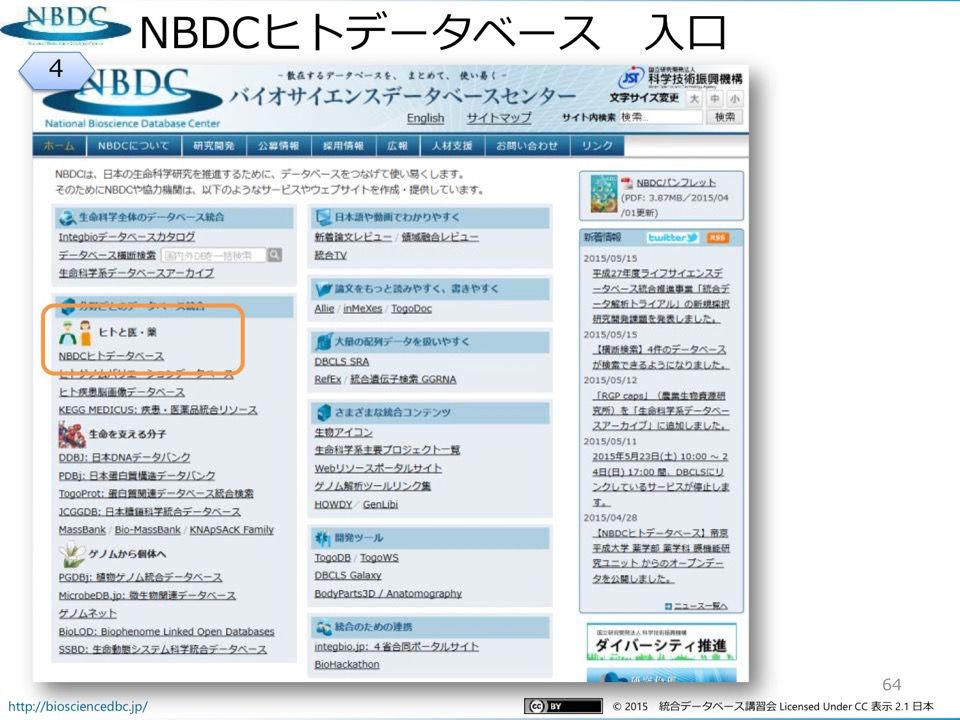 NBDC
NBDCヒトデータベース 入口
4
NBDC
National Bioscience Database Center
－散在するデータベースを、まとめて、使い易く－
バイオサイエンスデータベースセンター
JST 国立研究開発法人 科学技術振興機構
文字サイズ変更 大 中 小
English サイトマップ サイト内検索 検索... 検索
ホーム NBDCについて 研究開発 公募情報 採用情報 広報 人材支援 お問い合わせ リンク
NBDCは、日本の生命科学研究を推進するために、データベースをつなげて使い易くします。
そのためにNBDCや協力機関は、以下のようなサービスやウェブサイトを作成・提供しています。
生命科学全体のデータベース統合
Integbioデータベースカタログ
データベース横断検索 国内外DBを一括検索
生命科学系データベースアーカイブ
分野ごとのデータベース統合
ヒトと医・薬
NBDCヒトデータベース
ヒトゲノムバリエーションデータベース
ヒト疾患脳画像データベース
KEGG MEDICUS: 疾患・医薬品統合リソース
生命を支える分子
DDBJ: 日本DNAデータバンク
PDBj: 日本蛋白質構造データバンク
TogoProt: 蛋白質関連データベース統合検索
JCGGDB: 日本糖鎖科学統合データベース
MassBank / Bio-MassBank / KNApSAcK Family
ゲノムから個体へ
PGDBj: 植物ゲノム統合データベース
MicrobeDB.jp: 微生物関連データベース
ゲノムネット
BioLOD: Biophenome Linked Open Databases
SSBD: 生命動態システム科学統合データベース
日本語や動画でわかりやすく
新着論文レビュー / 領域融合レビュー
統合TV
論文をもっと読みやすく、書きやすく
Allie / inMeXes / TogoDoc
大量の配列データを扱いやすく
DBCLS SRA
RefEx / 統合遺伝子検索 GGRNA
さまざまな統合コンテンツ
生物アイコン
生命科学系主要プロジェクト一覧
Webリソースポータルサイト
ゲノム解析ツールリンク集
HOWDY / GenLibi
開発ツール
TogoDB / TogoWS
DBCLS Galaxy
BodyParts3D / Anatomography
統合のための連携
integbio.jp: 4省合同ポータルサイト
BioHackathon
NBDCパンフレット
(PDF: 3.87MB／2015/04
/01更新)
新着情報 twitter RSS
2015/05/15
平成27年度ライフサイエンスデ
ータベース統合推進事業「統合デ
ータ解析トライアル」の新規採択
研究開発課題を発表しました。
2015/05/15
【横断検索】4件のデータベース
が検索できるようになりました。
2015/05/12
「RGP caps」（農業生物資源研
究所）を「生命科学系データベー
スアーカイブ」に追加しました。
2015/05/11
2015年5月23日(土) 10:00 ～ 2
4日(日) 17:00 間、DBCLSにリ
ンクしているサービスが停止しま
す。
2015/04/28
【NBDCヒトデータベース】帝京
平成大学 薬学部 薬学科 膜機能研
究ユニット からのオープンデー
タを公開しました。
ニュース一覧へ
国立研究開発法人 科学技術振興機構
ダイバーシティ推進
64
http://biosciencedbc.jp/
CC BY
© 2015 統合データベース講習会 Licensed Under CC 表示 2.1 日本